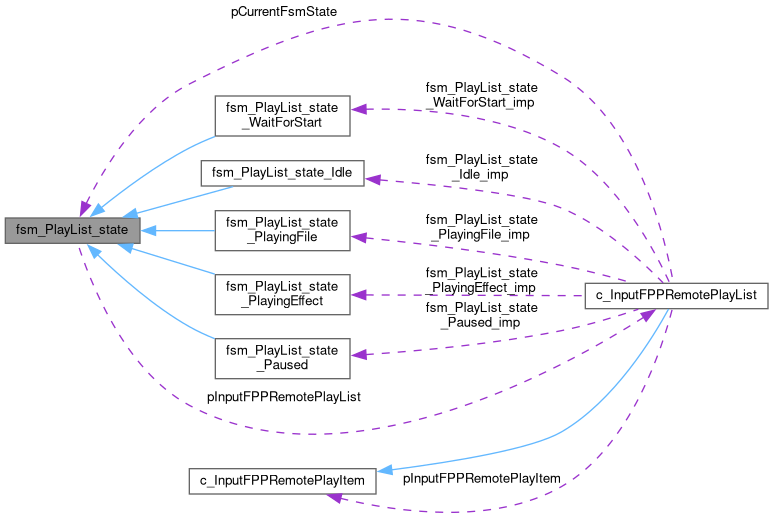 pCurrentFsmState
fsm_PlayList_state
_WaitForStart
fsm_PlayList_state
_WaitForStart_imp
fsm_PlayList_state_Idle
fsm_PlayList_state
_Idle_imp
fsm_PlayList_state
fsm_PlayList_state
_PlayingFile
fsm_PlayList_state
_PlayingFile_imp
fsm_PlayList_state
_PlayingEffect
fsm_PlayList_state
_PlayingEffect_imp
c_InputFPPRemotePlayList
fsm_PlayList_state
_Paused
fsm_PlayList_state
_Paused_imp
pInputFPPRemotePlayList
c_InputFPPRemotePlayItem
pInputFPPRemotePlayItem